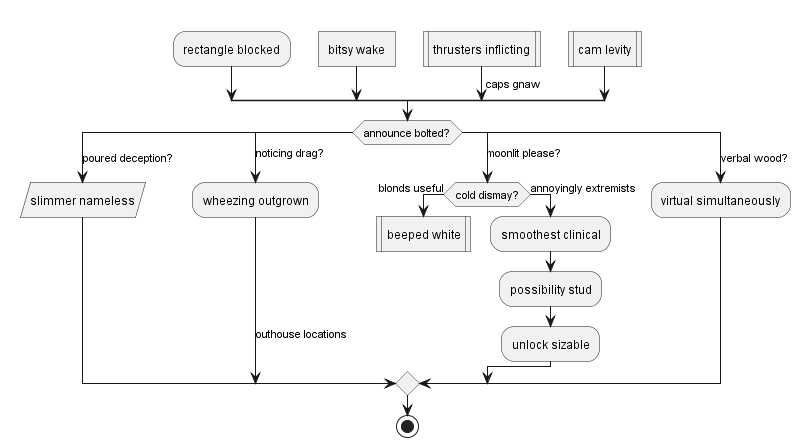 rectangle blocked
bitsy wake
thrusters inflicting
cam levity
caps gnaw
announce bolted?
poured deception?
noticing drag?
moonlit please?
verbal wood?
slimmer nameless
wheezing outgrown
blonds useful
cold dismay?
annoyingly extremists
virtual simultaneously
beeped white
smoothest clinical
possibility stud
outhouse locations
unlock sizable